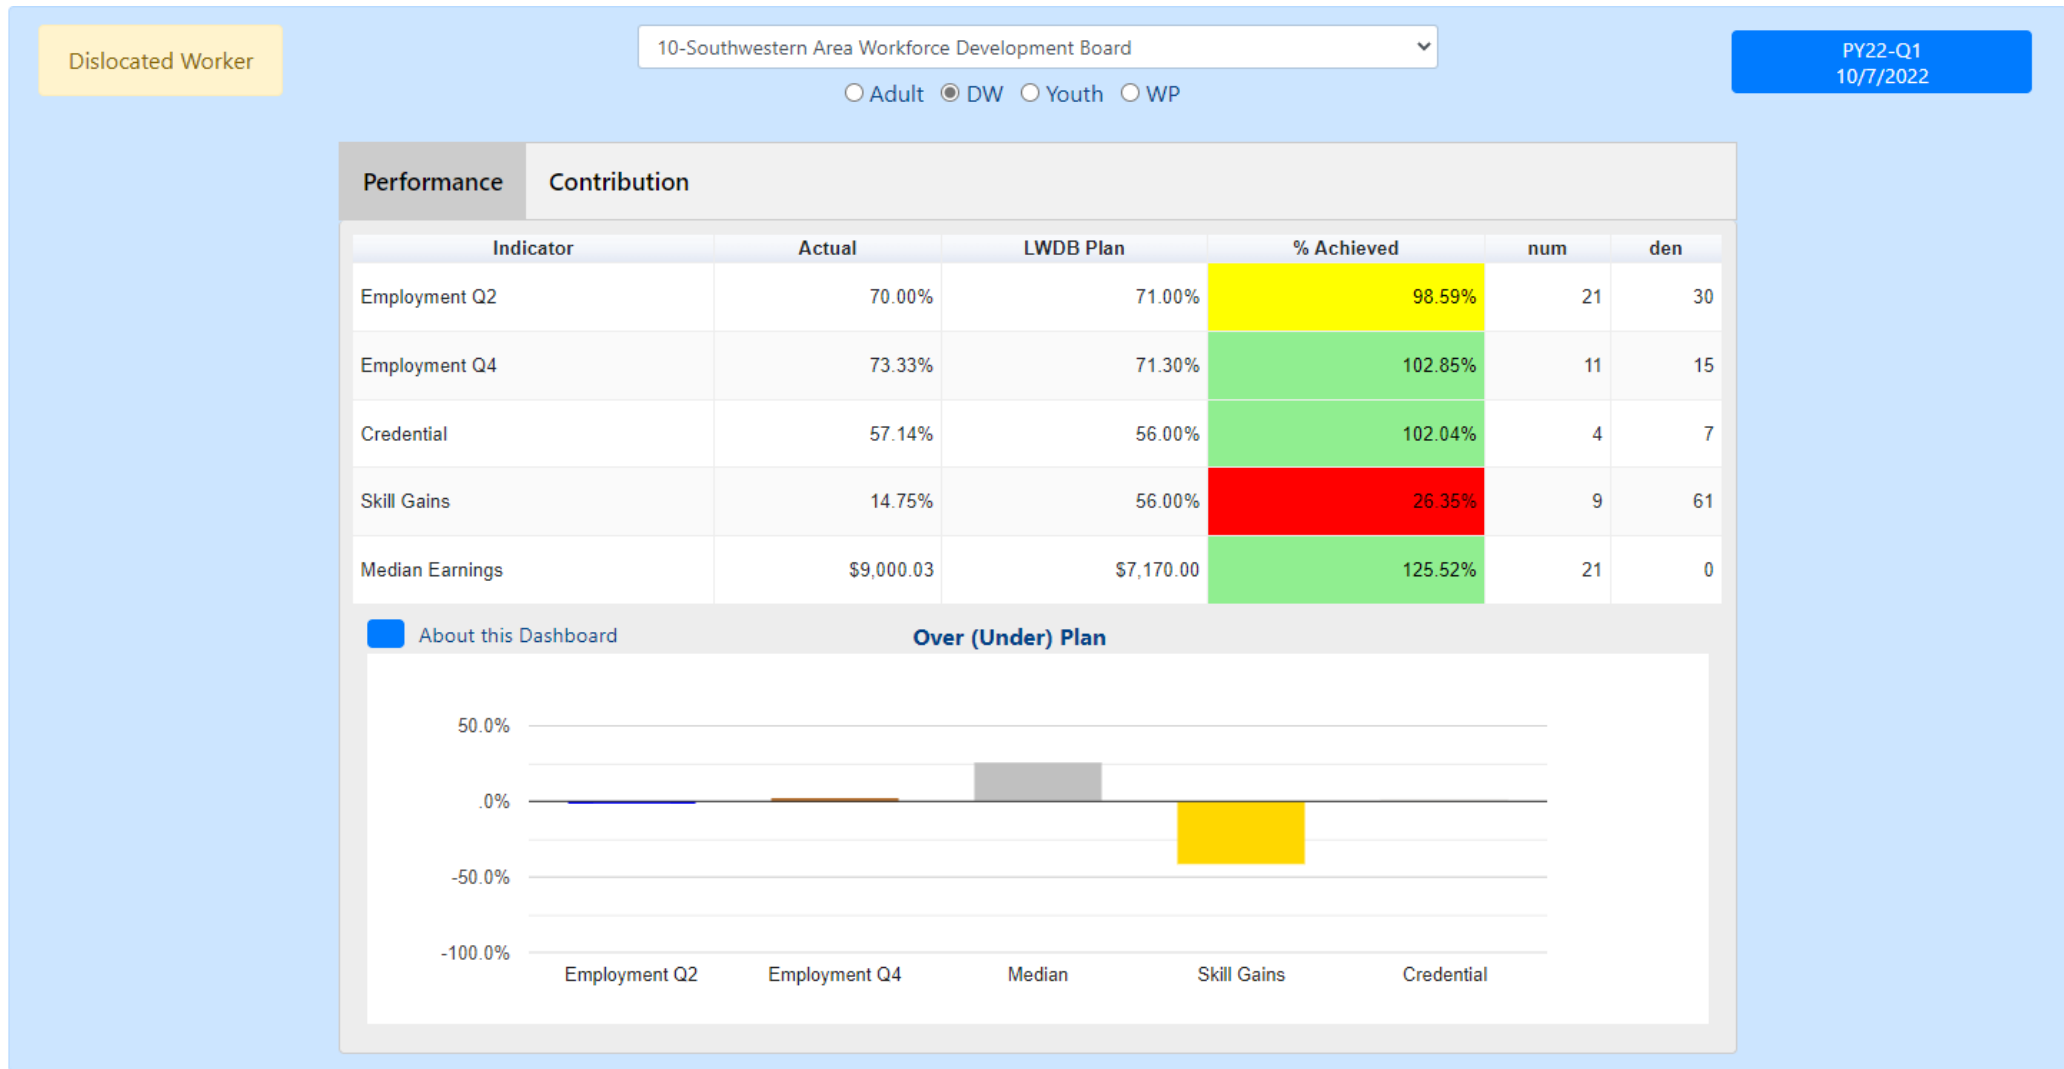 Dislocated Worker
10-Southwestern Area Workforce Development Board
PY22-Q1
10/7/2022
Adult DW Youth WP
Performance Contribution
Indicator Actual LWDB Plan % Achieved num den
Employment Q2 70.00% 71.00% 98.59% 21 30
Employment Q4 73.33% 71.30% 102.85% 11 15
Credential 57.14% 56.00% 102.04% 4 7
Skill Gains 14.75% 56.00% 26.35% 9 61
Median Earnings $9,000.03 $7,170.00 125.52% 21 0
About this Dashboard
Over (Under) Plan
50.0%
.0%
-50.0%
-100.0%
Employment Q2 Employment Q4 Median Skill Gains Credential